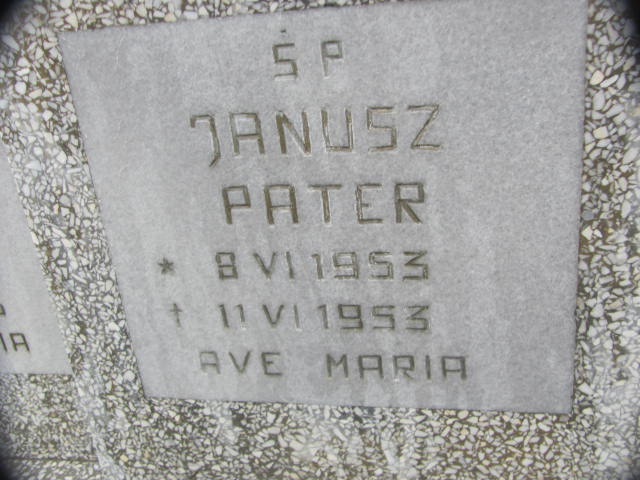 ŚP
JANUSZ
PATER
* 8 VI 1953
† 11 VI 1953
AVE MARIA